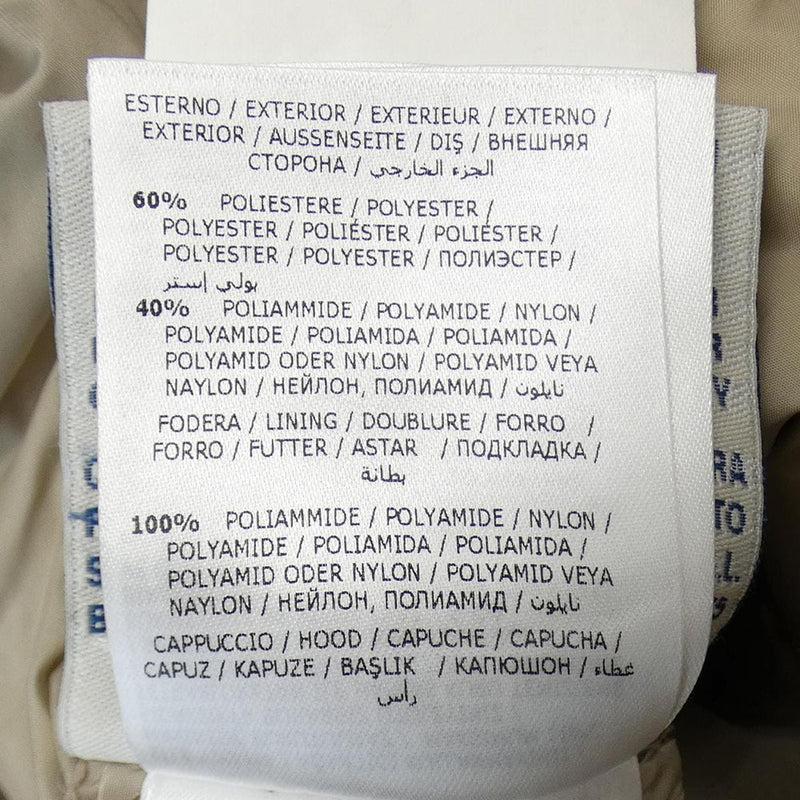 ESTERNO / EXTERIOR / EXTERIEUR / EXTERNO /
EXTERIOR / AUSSENSEITE / DIŞ / ВНЕШНЯЯ
СТОРОНА / الجزء الخارجي
60% POLIESTERE / POLYESTER /
POLYESTER / POLIÉSTER / POLIÉSTER /
POLYESTER / POLYESTER / ПОЛИЭСТЕР /
بولي إستر
40% POLIAMMIDE / POLYAMIDE / NYLON /
POLYAMIDE / POLIAMIDA / POLIAMIDA /
POLYAMID ODER NYLON / POLYAMID VEYA
NAYLON / НЕЙЛОН, ПОЛИАМИД / نايلون
FODERA / LINING / DOUBLURE / FORRO /
FORRO / FUTTER / ASTAR / ПОДКЛАДКА /
بطانة
100% POLIAMMIDE / POLYAMIDE / NYLON /
POLYAMIDE / POLIAMIDA / POLIAMIDA /
POLYAMID ODER NYLON / POLYAMID VEYA
NAYLON / НЕЙЛОН, ПОЛИАМИД / نايلون
CAPPUCCIO / HOOD / CAPUCHE / CAPUCHA /
CAPUZ / KAPUZE / BAŞLIK / КАПЮШОН / غطاء
رأس